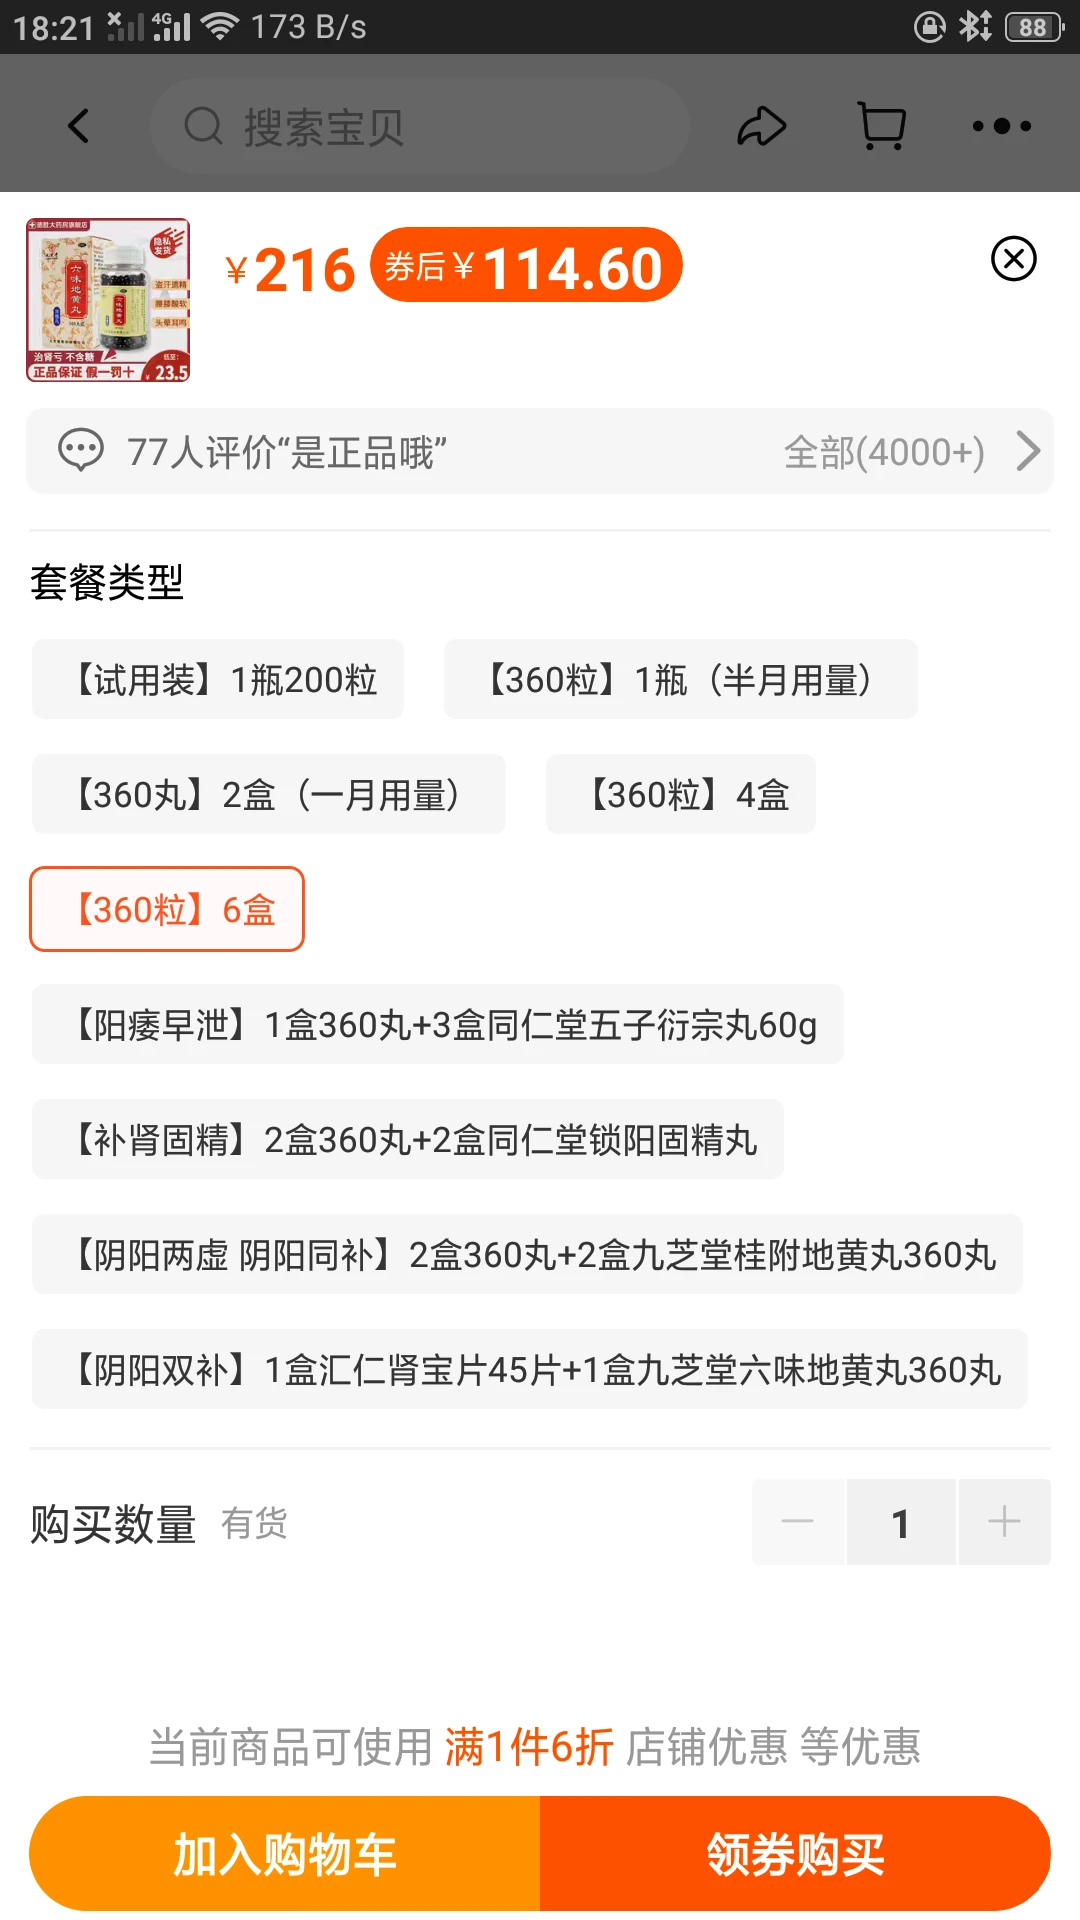 18:21 4G 173 B/s 88
搜索宝贝
德胜大药房旗舰店
隐私
发货
六味地黄丸
盗汗遗精
腰膝酸软
头晕耳鸣
治肾亏 不含糖
低至:
正品保证 假一罚十 ¥23.5
¥216 券后¥114.60
77人评价“是正品哦” 全部(4000+)
套餐类型
【试用装】1瓶200粒 【360粒】1瓶（半月用量）
【360丸】2盒（一月用量） 【360粒】4盒
【360粒】6盒
【阳痿早泄】1盒360丸+3盒同仁堂五子衍宗丸60g
【补肾固精】2盒360丸+2盒同仁堂锁阳固精丸
【阴阳两虚 阴阳同补】2盒360丸+2盒九芝堂桂附地黄丸360丸
【阴阳双补】1盒汇仁肾宝片45片+1盒九芝堂六味地黄丸360丸
购买数量 有货 1
当前商品可使用 满1件6折 店铺优惠 等优惠
加入购物车 领券购买